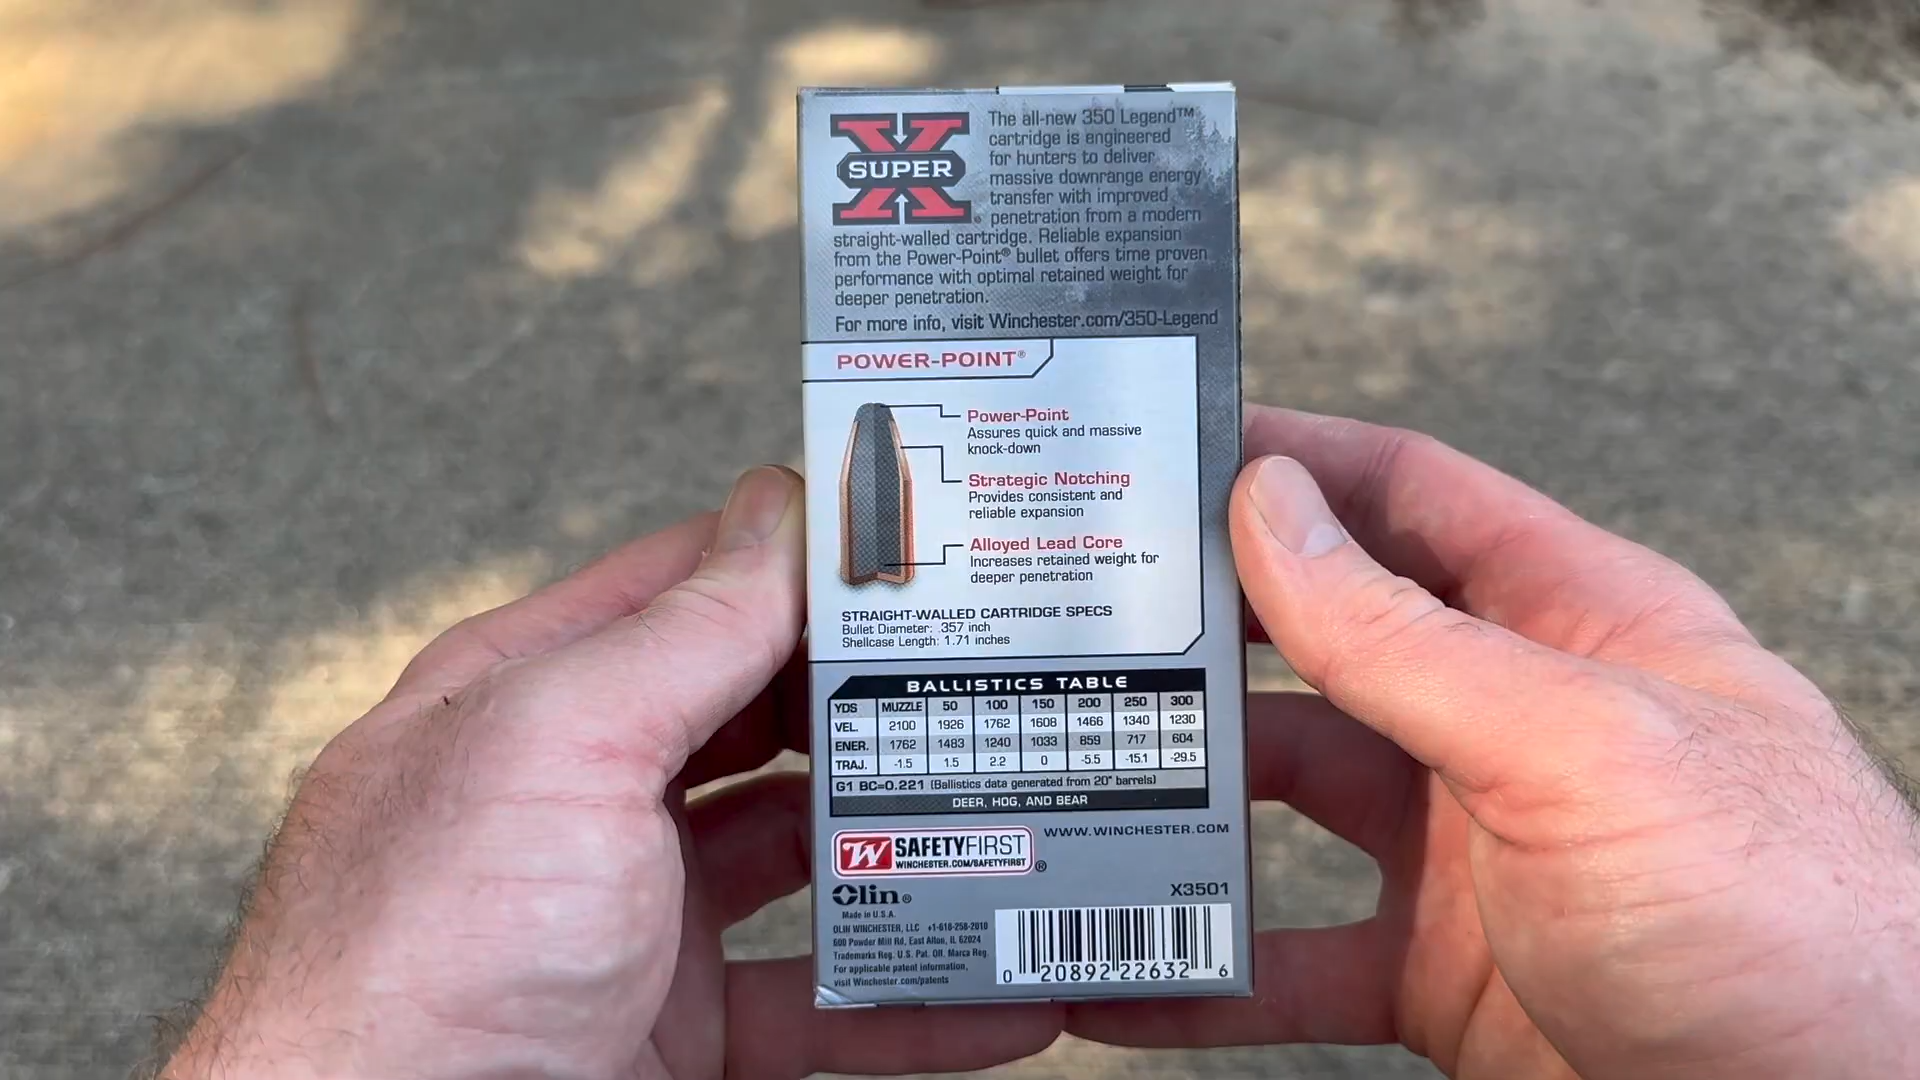 SUPER X
The all-new 350 Legend™
cartridge is engineered
for hunters to deliver
massive downrange energy
transfer with improved
penetration from a modern
straight-walled cartridge. Reliable expansion
from the Power-Point® bullet offers time proven
performance with optimal retained weight for
deeper penetration.
For more info, visit Winchester.com/350-Legend
POWER-POINT®
Power-Point
Assures quick and massive
knock-down
Strategic Notching
Provides consistent and
reliable expansion
Alloyed Lead Core
Increases retained weight for
deeper penetration
STRAIGHT-WALLED CARTRIDGE SPECS
Bullet Diameter: .357 inch
Shellcase Length: 1.71 inches
BALLISTICS TABLE
YDS MUZZLE 50 100 150 200 250 300
VEL. 2100 1926 1762 1608 1466 1340 1230
ENER. 1762 1483 1240 1033 859 717 604
TRAJ. -1.5 1.5 2.2 0 -5.5 -15.1 -29.5
G1 BC=0.221 (Ballistics data generated from 20" barrels)
DEER, HOG, AND BEAR
W SAFETYFIRST
WINCHESTER.COM/SAFETYFIRST ®
WWW.WINCHESTER.COM
Olin®
X3501
Made in U.S.A.
OLIN WINCHESTER, LLC +1-618-258-2010
600 Powder Mill Rd, East Alton, IL 62024
Trademarks Reg. U.S. Pat. Off. Marca Reg.
For applicable patent information,
visit Winchester.com/patents
0 20892 22632 6